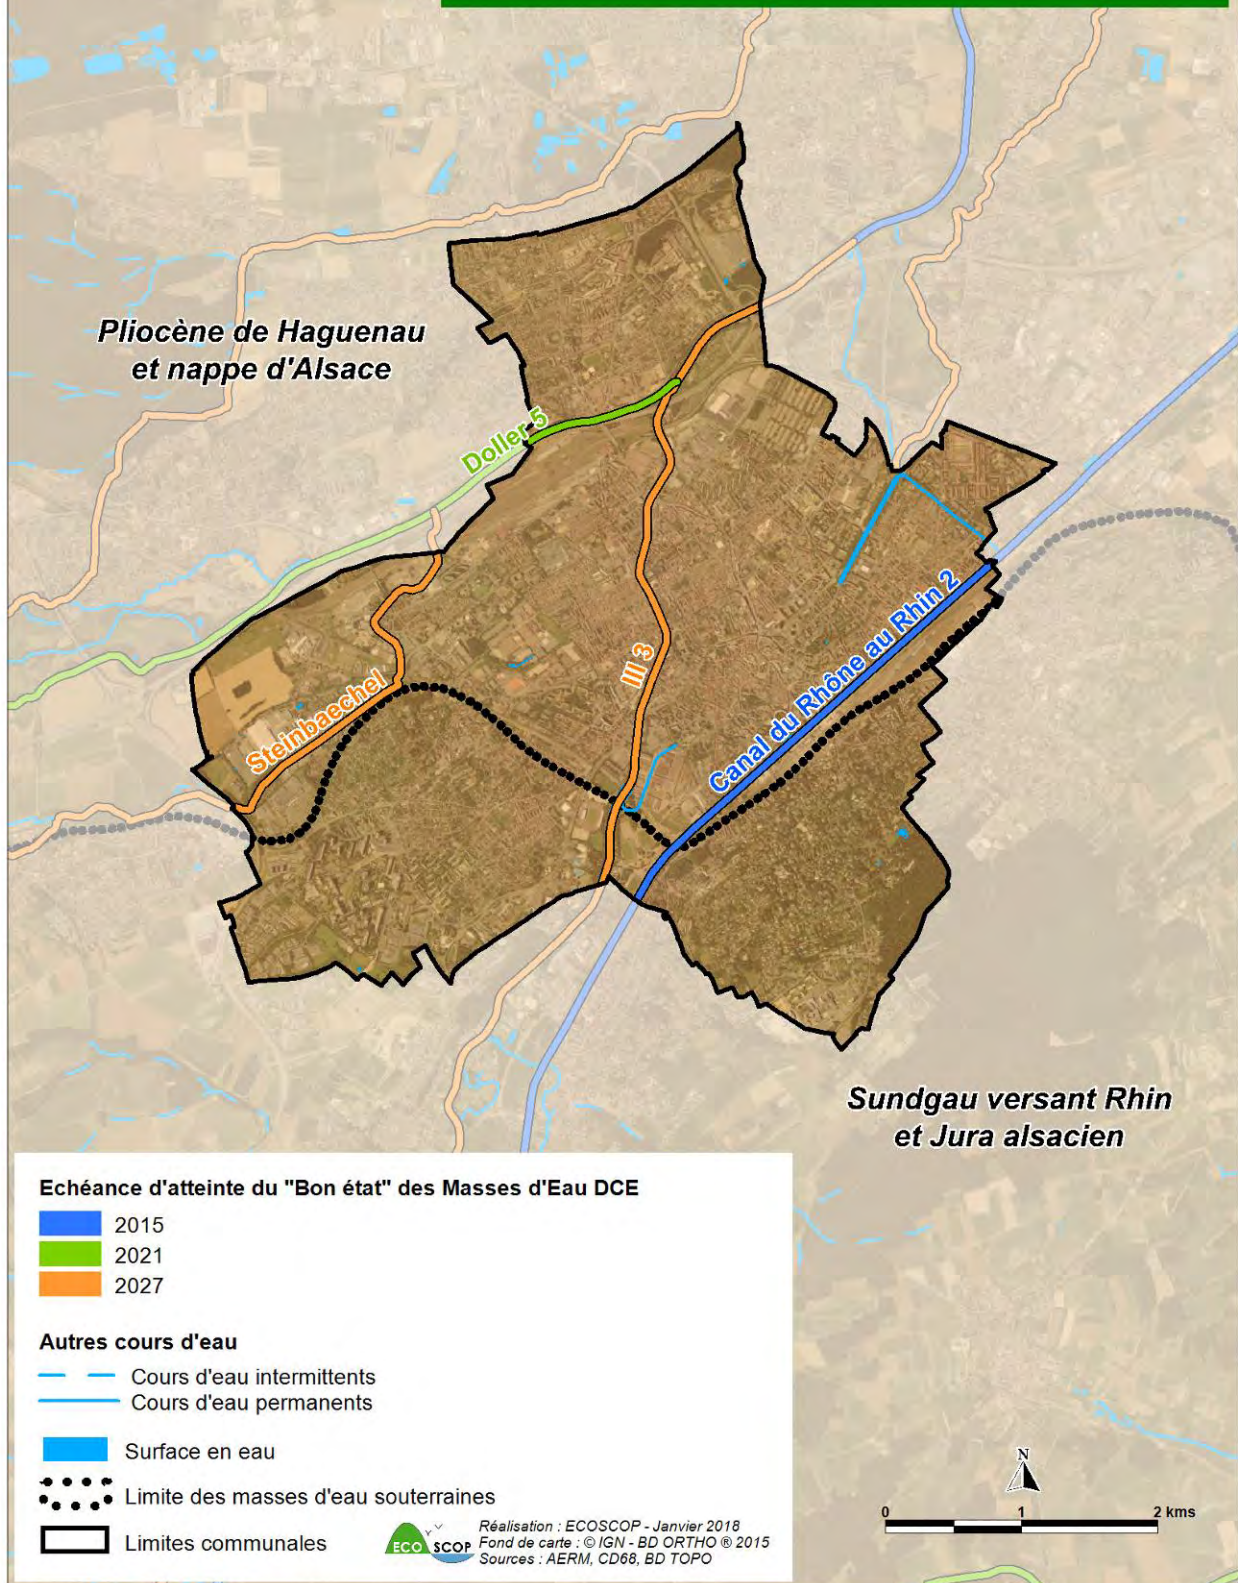 Pliocène de Haguenau
et nappe d'Alsace
Doller 5
Steinbaechel
Ill 3
Canal du Rhône au Rhin 2
Sundgau versant Rhin
et Jura alsacien
Echéance d'atteinte du "Bon état" des Masses d'Eau DCE
2015
2021
2027
Autres cours d'eau
Cours d'eau intermittents
Cours d'eau permanents
Surface en eau
Limite des masses d'eau souterraines
Limites communales
ECO SCOP
Réalisation : ECOSCOP - Janvier 2018
Fond de carte : © IGN - BD ORTHO ® 2015
Sources : AERM, CD68, BD TOPO
N
0 1 2 kms